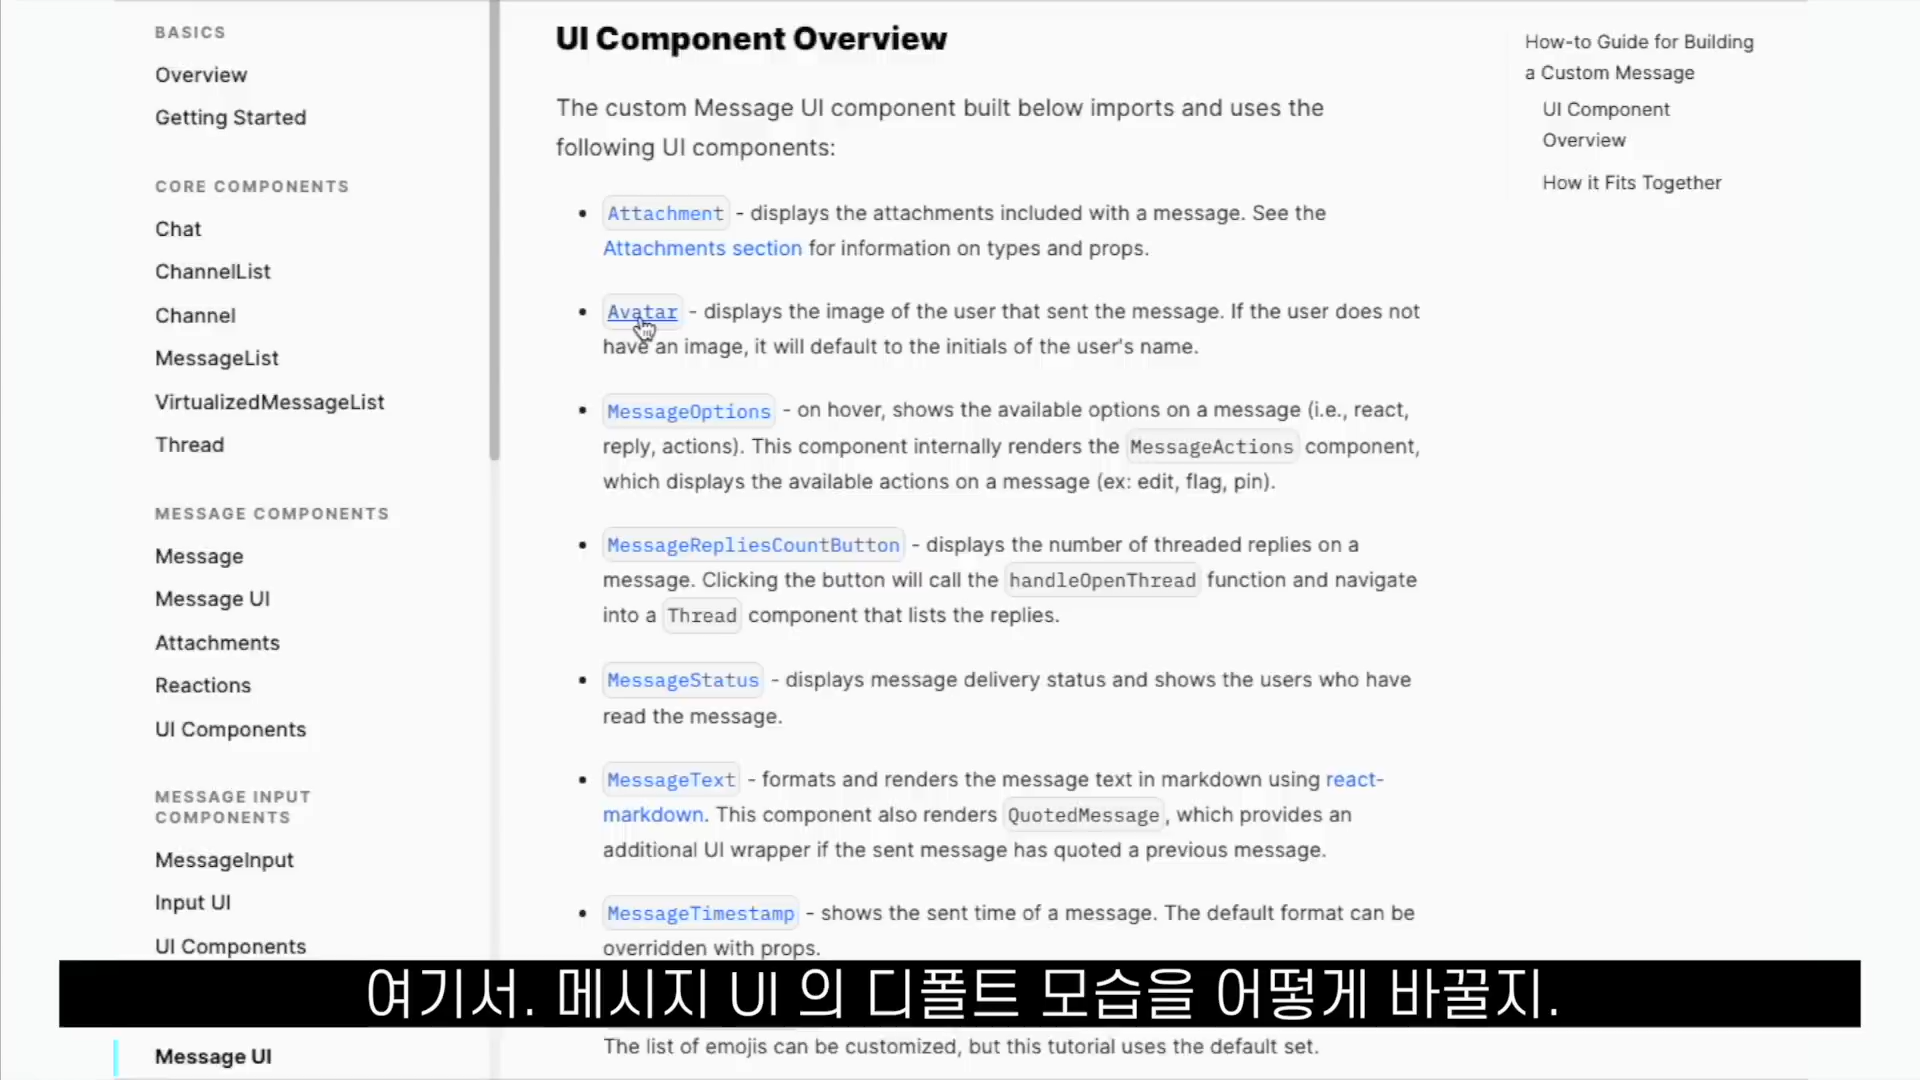 BASICS
Overview
Getting Started
CORE COMPONENTS
Chat
ChannelList
Channel
MessageList
VirtualizedMessageList
Thread
MESSAGE COMPONENTS
Message
Message UI
Attachments
Reactions
UI Components
MESSAGE INPUT
COMPONENTS
MessageInput
Input UI
UI Components
Message UI
UI Component Overview
The custom Message UI component built below imports and uses the
following UI components:
• Attachment - displays the attachments included with a message. See the
Attachments section for information on types and props.
• Avatar - displays the image of the user that sent the message. If the user does not
have an image, it will default to the initials of the user's name.
• MessageOptions - on hover, shows the available options on a message (i.e., react,
reply, actions). This component internally renders the MessageActions component,
which displays the available actions on a message (ex: edit, flag, pin).
• MessageRepliesCountButton - displays the number of threaded replies on a
message. Clicking the button will call the handleOpenThread function and navigate
into a Thread component that lists the replies.
• MessageStatus - displays message delivery status and shows the users who have
read the message.
• MessageText - formats and renders the message text in markdown using react-
markdown. This component also renders QuotedMessage, which provides an
additional UI wrapper if the sent message has quoted a previous message.
• MessageTimestamp - shows the sent time of a message. The default format can be
overridden with props.
The list of emojis can be customized, but this tutorial uses the default set.
How-to Guide for Building
a Custom Message
UI Component
Overview
How it Fits Together
여기서. 메시지 UI 의 디폴트 모습을 어떻게 바꿀지.